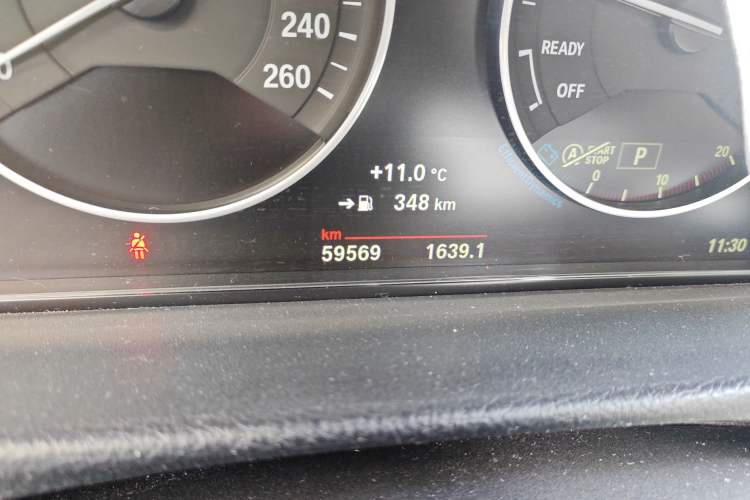 240
260
READY
OFF
START
STOP
P
0
10
20
+11.0 °C
348 km
km
59569 1639.1
11:30